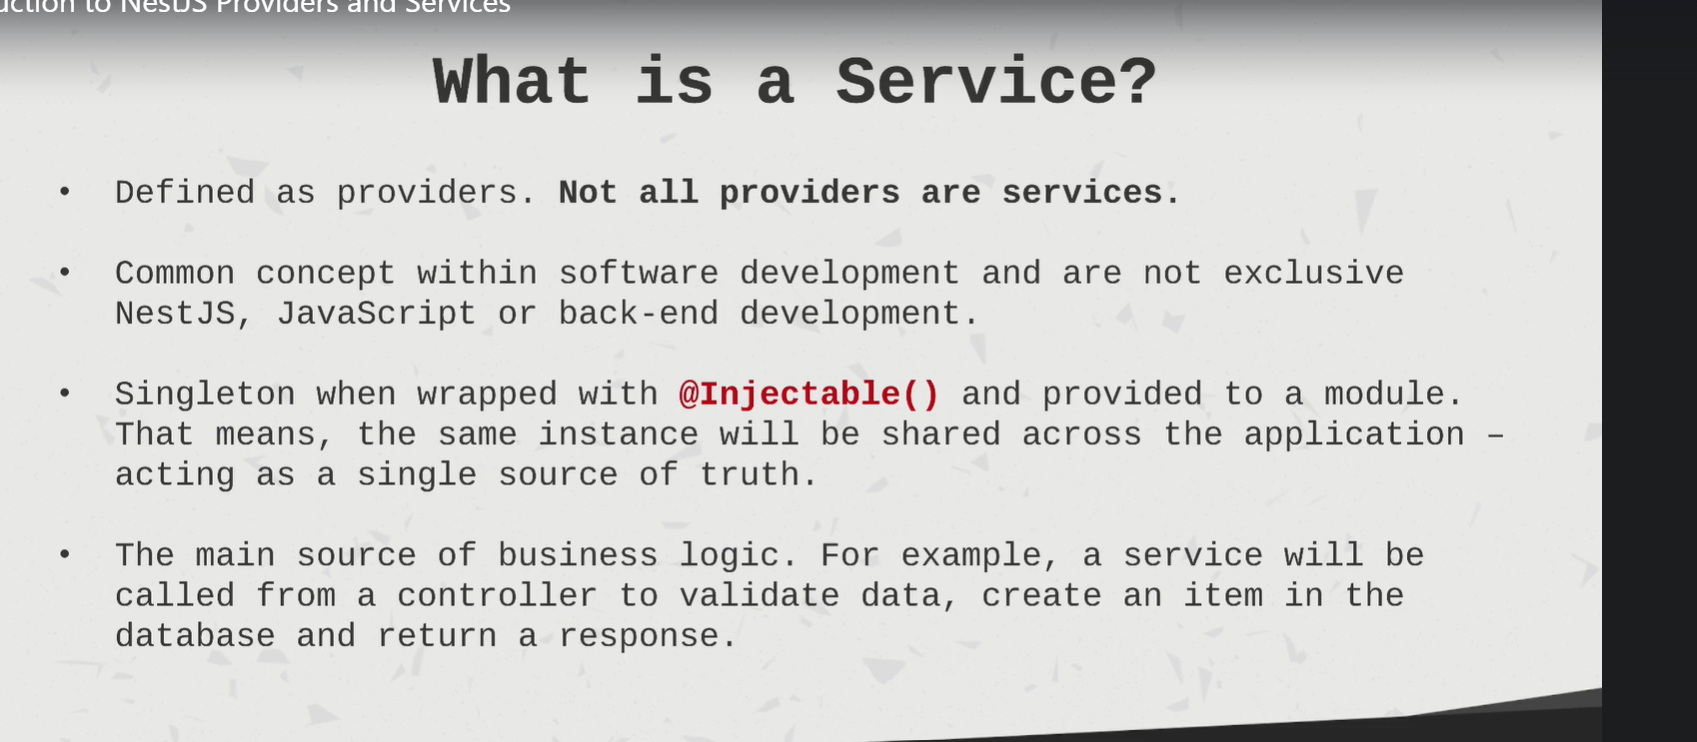 to NestJS Providers and Services
What is a Service?
• Defined as providers. Not all providers are services.
• Common concept within software development and are not exclusive
NestJS, JavaScript or back-end development.
• Singleton when wrapped with @Injectable() and provided to a module.
That means, the same instance will be shared across the application –
acting as a single source of truth.
• The main source of business logic. For example, a service will be
called from a controller to validate data, create an item in the
database and return a response.